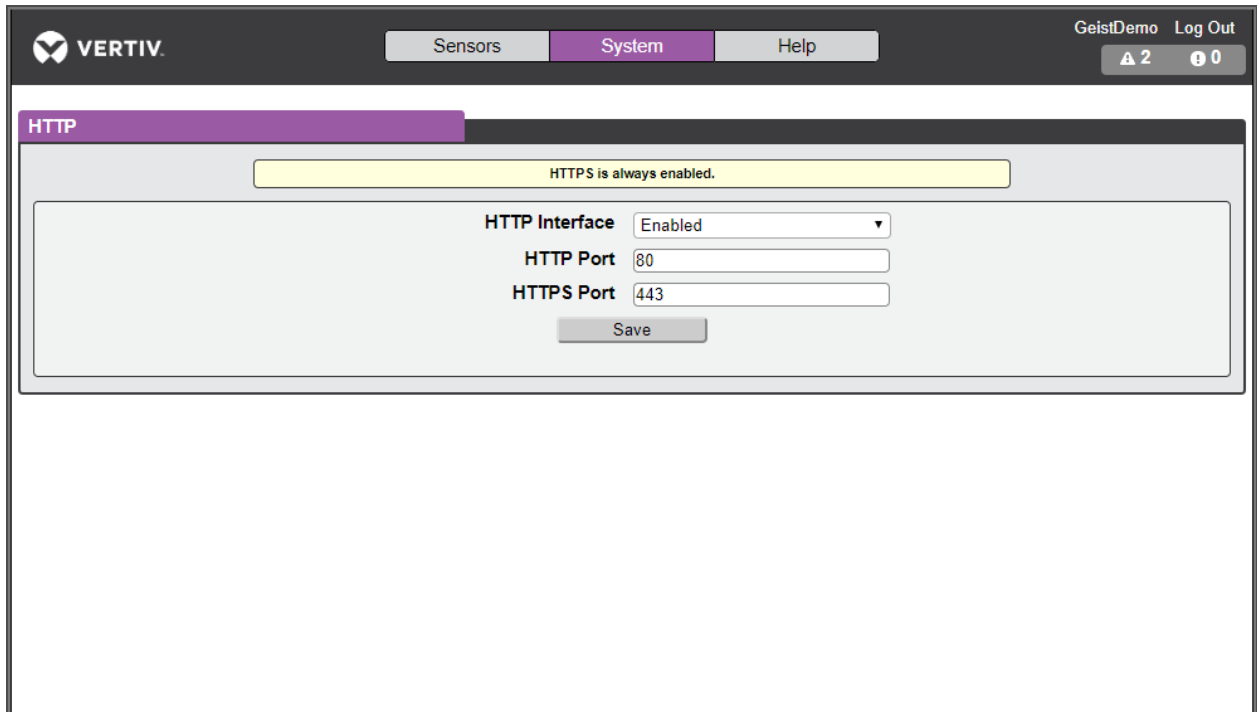 VERTIV.
Sensors System Help
GeistDemo Log Out
2 0
HTTP
HTTPS is always enabled.
HTTP Interface Enabled
HTTP Port 80
HTTPS Port 443
Save